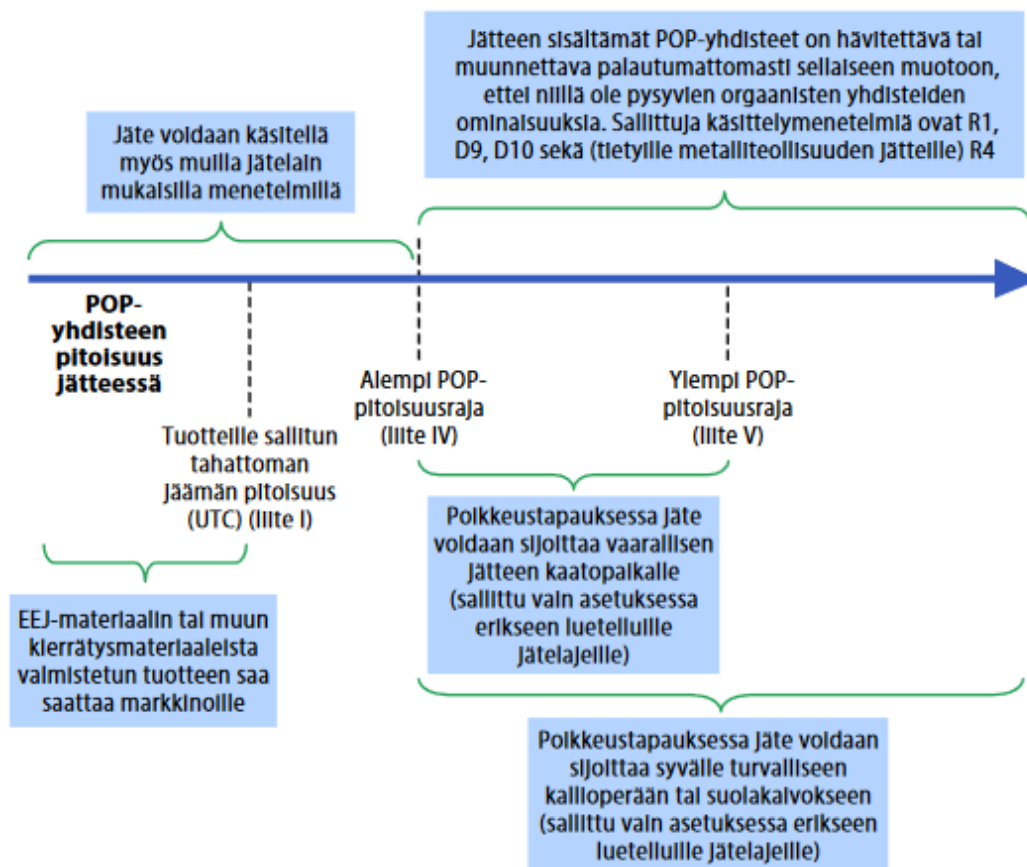 Jätteen sisältämät POP-yhdisteet on hävitettävä tai
muunnettava palautumattomasti sellaiseen muotoon,
ettei niillä ole pysyvien orgaanisten yhdisteiden
ominaisuuksia. Sallittuja käsittelymenetelmiä ovat R1,
D9, D10 sekä (tietyille metalliteollisuuden jätteille) R4
Jäte voidaan käsitellä
myös muilla jätelain
mukaisilla menetelmillä
POP-
yhdisteen
pitoisuus
jätteessä
Tuotteille sallitun
tahattoman
jäämän pitoisuus
(UTC) (liite I)
Alempi POP-
pitoisuusraja
(liite IV)
Ylempi POP-
pitoisuusraja
(liite V)
EEJ-materiaalin tai muun
kierrätysmateriaaleista
valmistetun tuotteen saa
saattaa markkinoille
Poikkeustapauksessa jäte
voidaan sijoittaa vaarallisen
jätteen kaatopaikalle
(sallittu vain asetuksessa
erikseen luetelluille
jätelajeille)
Poikkeustapauksessa jäte voidaan
sijoittaa syvälle turvalliseen
kallioperään tai suolakaivokseen
(sallittu vain asetuksessa erikseen
luetelluille jätelajeille)